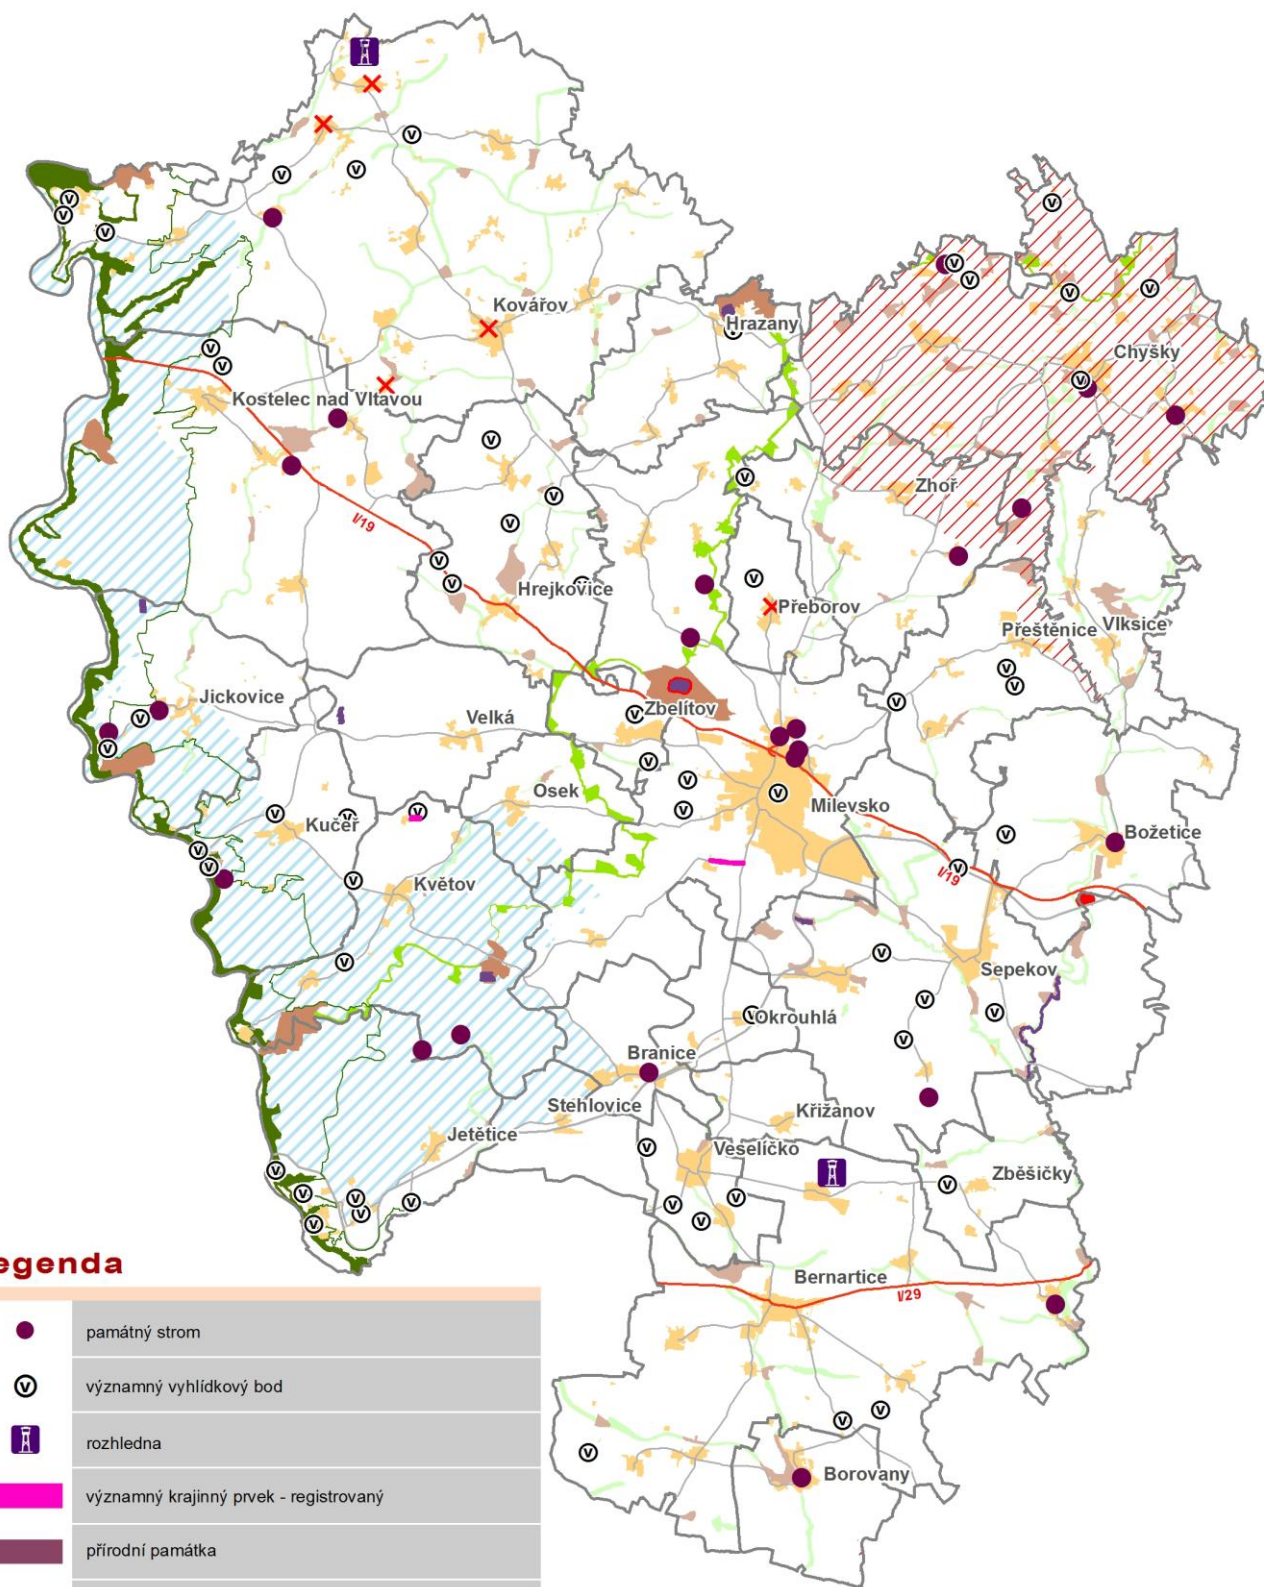 Kovářov
Hrazany
Chyšky
Kostelec nad Vltavou
Zhoř
I/19
Hrejkovice
Přeborov
Přeštěnice
Vlksice
Jickovice
Velká
Zbelítov
Osek
Milevsko
Kučeř
Božetice
I/19
Květov
Sepekov
Okrouhlá
Branice
Stehlovice
Křižanov
Jetětice
Veselíčko
Zběšičky
Bernartice
I/29
Borovany
egenda
památný strom
V významný vyhlídkový bod
rozhledna
významný krajinný prvek - registrovaný
přírodní památka